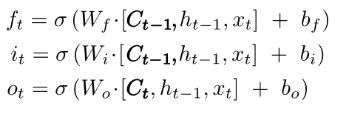 f_t = σ (W_f · [C_{t−1}, h_{t−1}, x_t] + b_f)
i_t = σ (W_i · [C_{t−1}, h_{t−1}, x_t] + b_i)
o_t = σ (W_o · [C_t, h_{t−1}, x_t] + b_o)